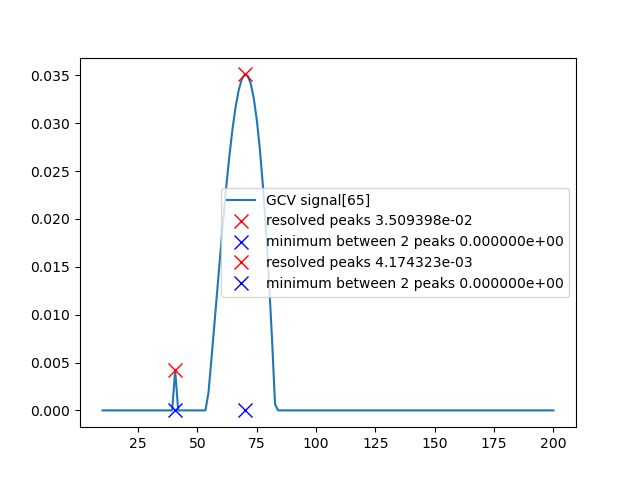 0.035
0.030
0.025
0.020
0.015
0.010
0.005
0.000
GCV signal[65]
resolved peaks 3.509398e-02
minimum between 2 peaks 0.000000e+00
resolved peaks 4.174323e-03
minimum between 2 peaks 0.000000e+00
25 50 75 100 125 150 175 200